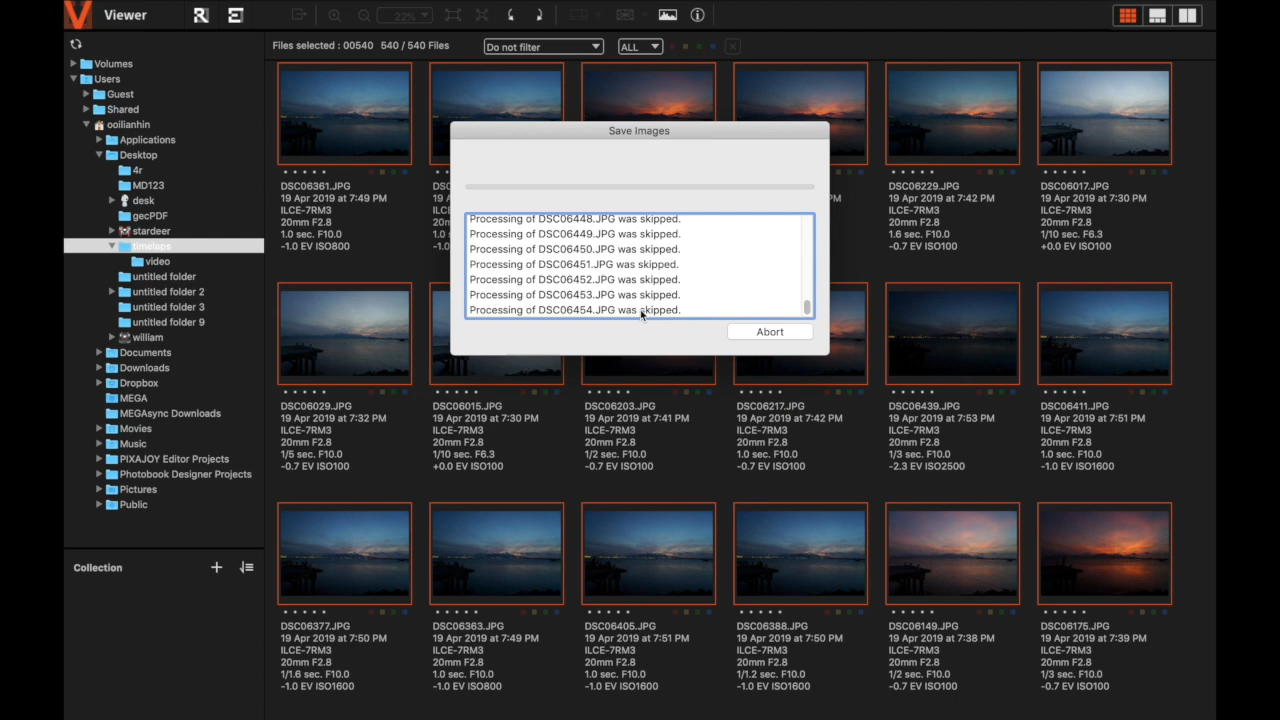 Viewer
22%
Files selected : 00540 540 / 540 Files
Do not filter
ALL
Volumes
Users
Guest
Shared
ooilianhin
Applications
Desktop
4r
MD123
desk
gecPDF
stardeer
timelaps
video
untitled folder
untitled folder 2
untitled folder 3
untitled folder 9
william
Documents
Downloads
Dropbox
MEGA
MEGAsync Downloads
Movies
Music
PIXAJOY Editor Projects
Photobook Designer Projects
Pictures
Public
Collection
Save Images
Processing of DSC06448.JPG was skipped.
Processing of DSC06449.JPG was skipped.
Processing of DSC06450.JPG was skipped.
Processing of DSC06451.JPG was skipped.
Processing of DSC06452.JPG was skipped.
Processing of DSC06453.JPG was skipped.
Processing of DSC06454.JPG was skipped.
Abort
DSC06361.JPG
19 Apr 2019 at 7:49 PM
ILCE-7RM3
20mm F2.8
1.0 sec. F10.0
-1.0 EV ISO800
DSC06229.JPG
19 Apr 2019 at 7:42 PM
ILCE-7RM3
20mm F2.8
1.6 sec. F10.0
-0.7 EV ISO100
DSC06017.JPG
19 Apr 2019 at 7:30 PM
ILCE-7RM3
20mm F2.8
1/10 sec. F6.3
+0.0 EV ISO100
DSC06029.JPG
19 Apr 2019 at 7:32 PM
ILCE-7RM3
20mm F2.8
1/5 sec. F10.0
-0.7 EV ISO100
DSC06015.JPG
19 Apr 2019 at 7:30 PM
ILCE-7RM3
20mm F2.8
1/10 sec. F6.3
+0.0 EV ISO100
DSC06203.JPG
19 Apr 2019 at 7:41 PM
ILCE-7RM3
20mm F2.8
1/2 sec. F10.0
-0.7 EV ISO100
DSC06217.JPG
19 Apr 2019 at 7:42 PM
ILCE-7RM3
20mm F2.8
1.0 sec. F10.0
-0.7 EV ISO100
DSC06439.JPG
19 Apr 2019 at 7:53 PM
ILCE-7RM3
20mm F2.8
1/3 sec. F10.0
-2.3 EV ISO2500
DSC06411.JPG
19 Apr 2019 at 7:51 PM
ILCE-7RM3
20mm F2.8
1.0 sec. F10.0
-1.0 EV ISO1600
DSC06377.JPG
19 Apr 2019 at 7:50 PM
ILCE-7RM3
20mm F2.8
1/1.6 sec. F10.0
-1.0 EV ISO1600
DSC06363.JPG
19 Apr 2019 at 7:49 PM
ILCE-7RM3
20mm F2.8
1.0 sec. F10.0
-1.0 EV ISO800
DSC06405.JPG
19 Apr 2019 at 7:51 PM
ILCE-7RM3
20mm F2.8
1.0 sec. F10.0
-1.0 EV ISO1600
DSC06388.JPG
19 Apr 2019 at 7:50 PM
ILCE-7RM3
20mm F2.8
1/1.2 sec. F10.0
-1.0 EV ISO1600
DSC06149.JPG
19 Apr 2019 at 7:38 PM
ILCE-7RM3
20mm F2.8
1/2 sec. F10.0
-0.7 EV ISO100
DSC06175.JPG
19 Apr 2019 at 7:39 PM
ILCE-7RM3
20mm F2.8
1/3 sec. F10.0
-0.7 EV ISO100